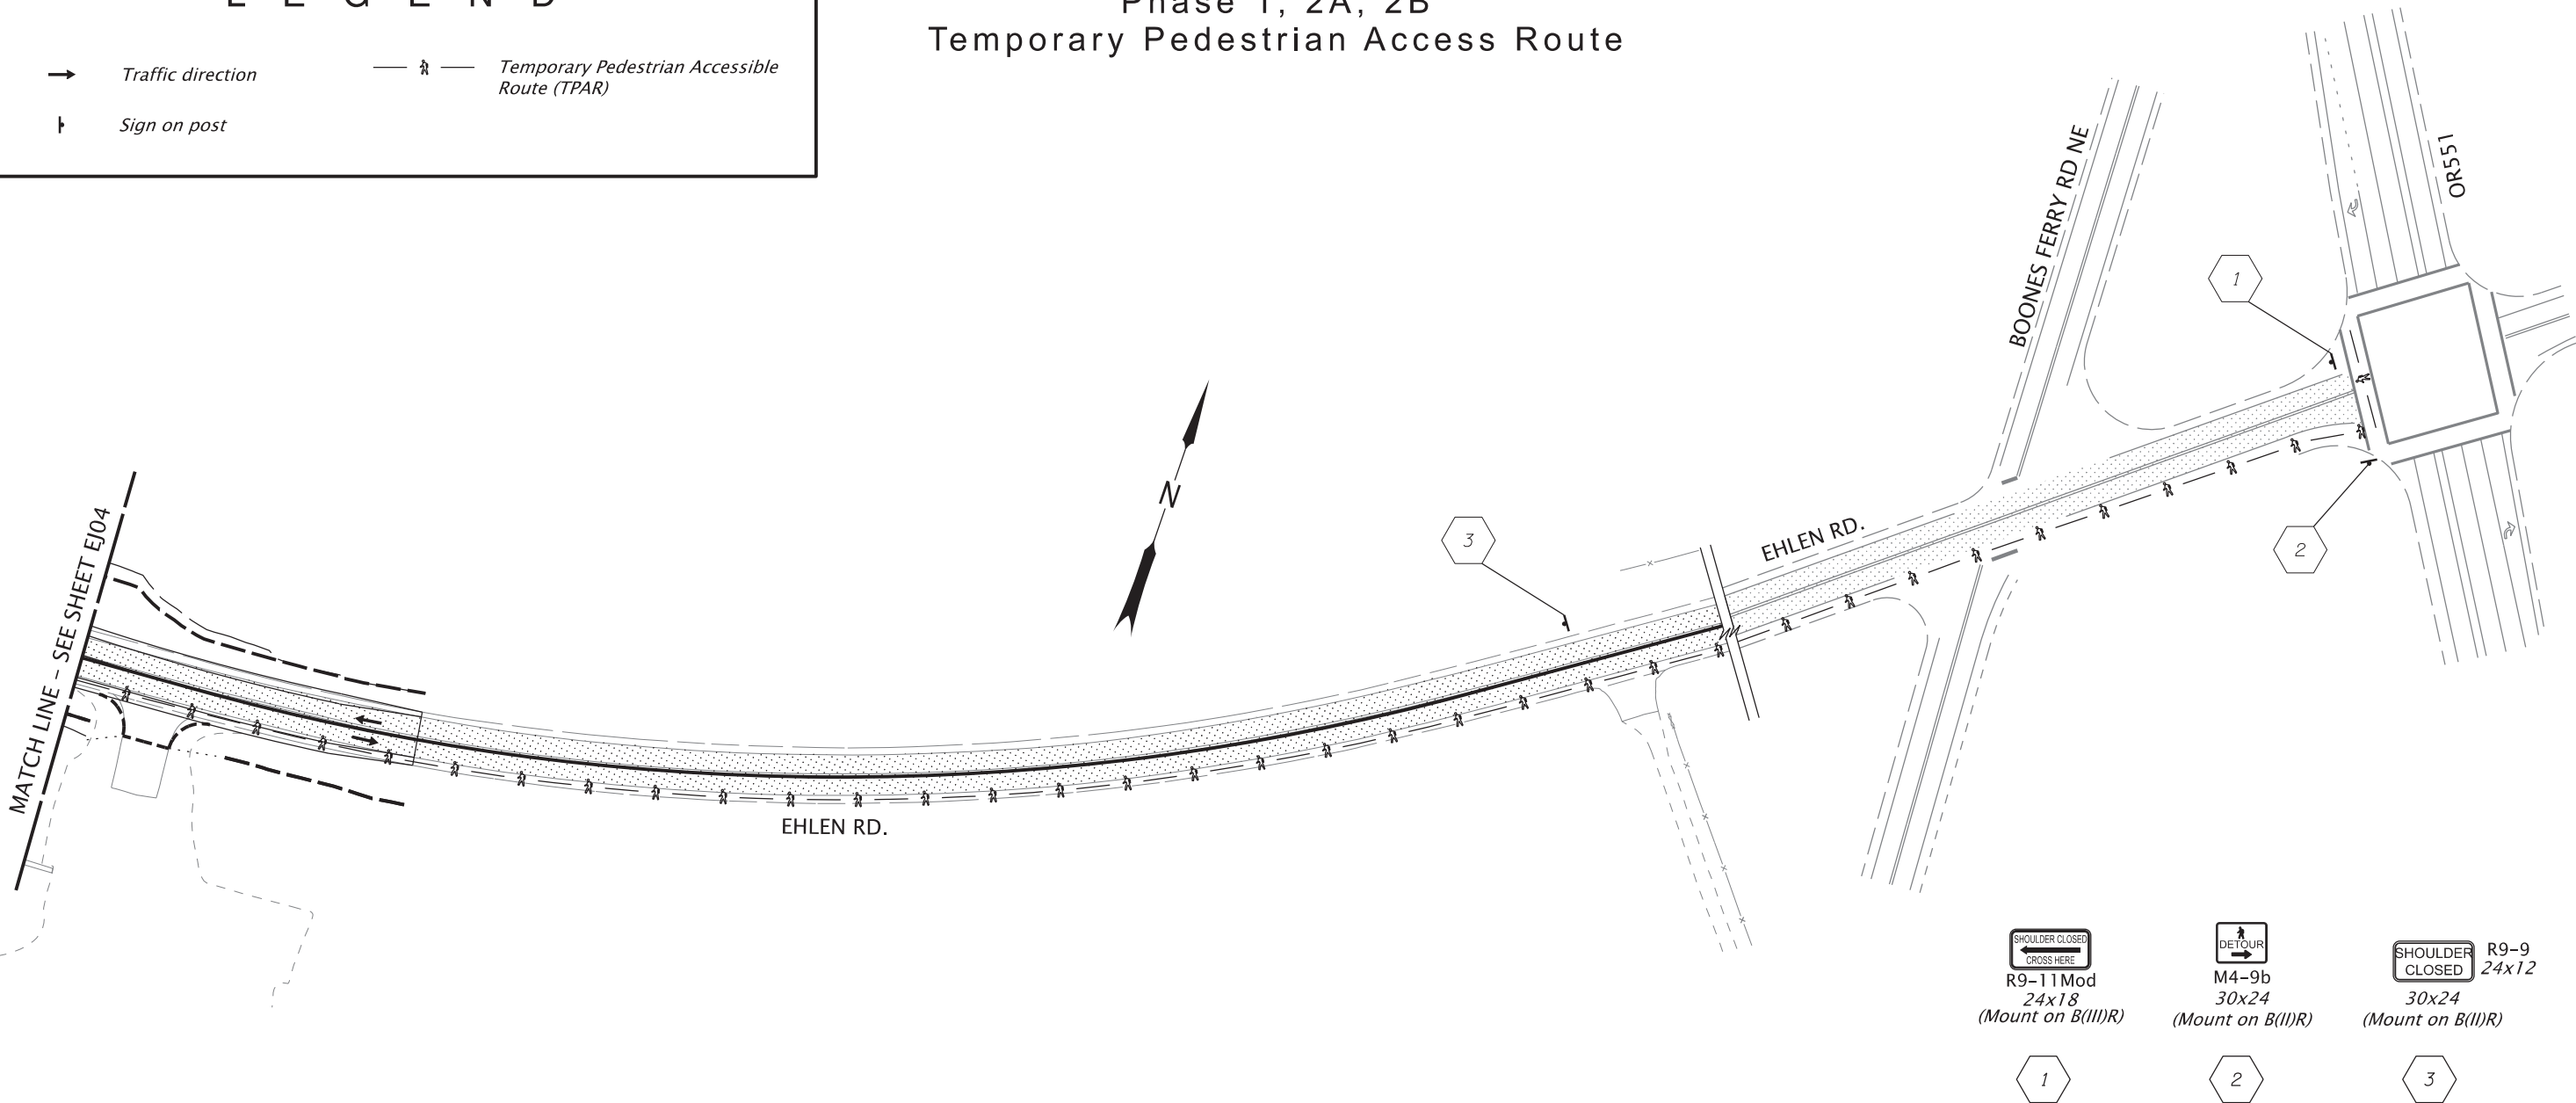 L E G E N D
Traffic direction
Temporary Pedestrian Accessible
Route (TPAR)
Sign on post
Phase 1, 2A, 2B
Temporary Pedestrian Access Route
BOONES FERRY RD NE
OR551
1
2
3
N
EHLEN RD.
EHLEN RD.
MATCH LINE - SEE SHEET EJ04
SHOULDER CLOSED
CROSS HERE
R9-11Mod
24x18
(Mount on B(III)R)
1
DETOUR
M4-9b
30x24
(Mount on B(II)R)
2
SHOULDER
CLOSED
R9-9
24x12
30x24
(Mount on B(II)R)
3